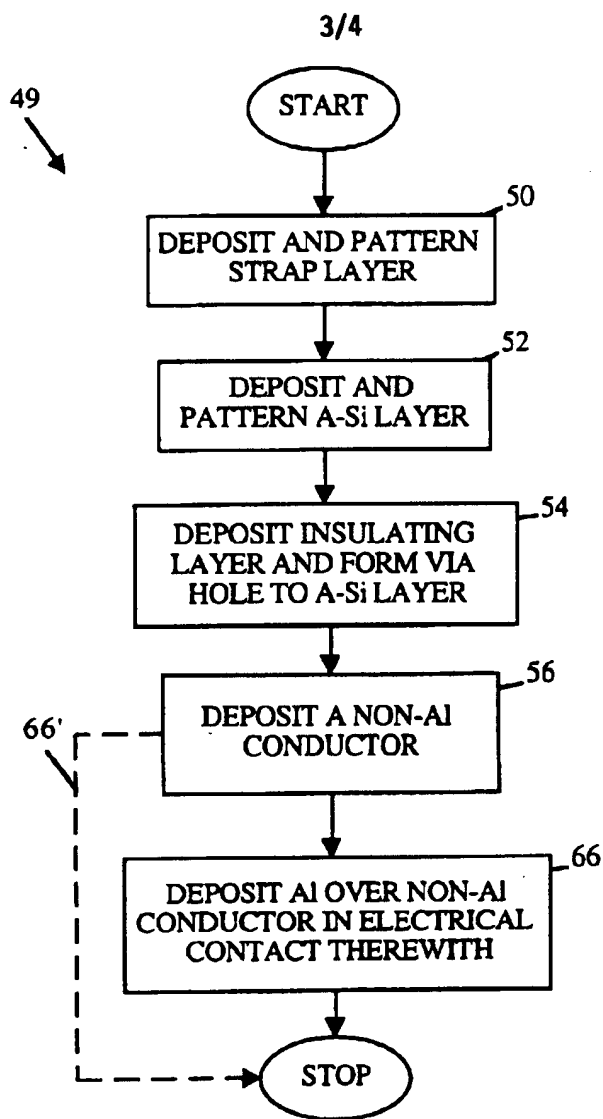 3/4
49
START
50
DEPOSIT AND PATTERN
STRAP LAYER
52
DEPOSIT AND
PATTERN A-Si LAYER
54
DEPOSIT INSULATING
LAYER AND FORM VIA
HOLE TO A-Si LAYER
56
DEPOSIT A NON-Al
CONDUCTOR
66'
66
DEPOSIT Al OVER NON-Al
CONDUCTOR IN ELECTRICAL
CONTACT THEREWITH
STOP